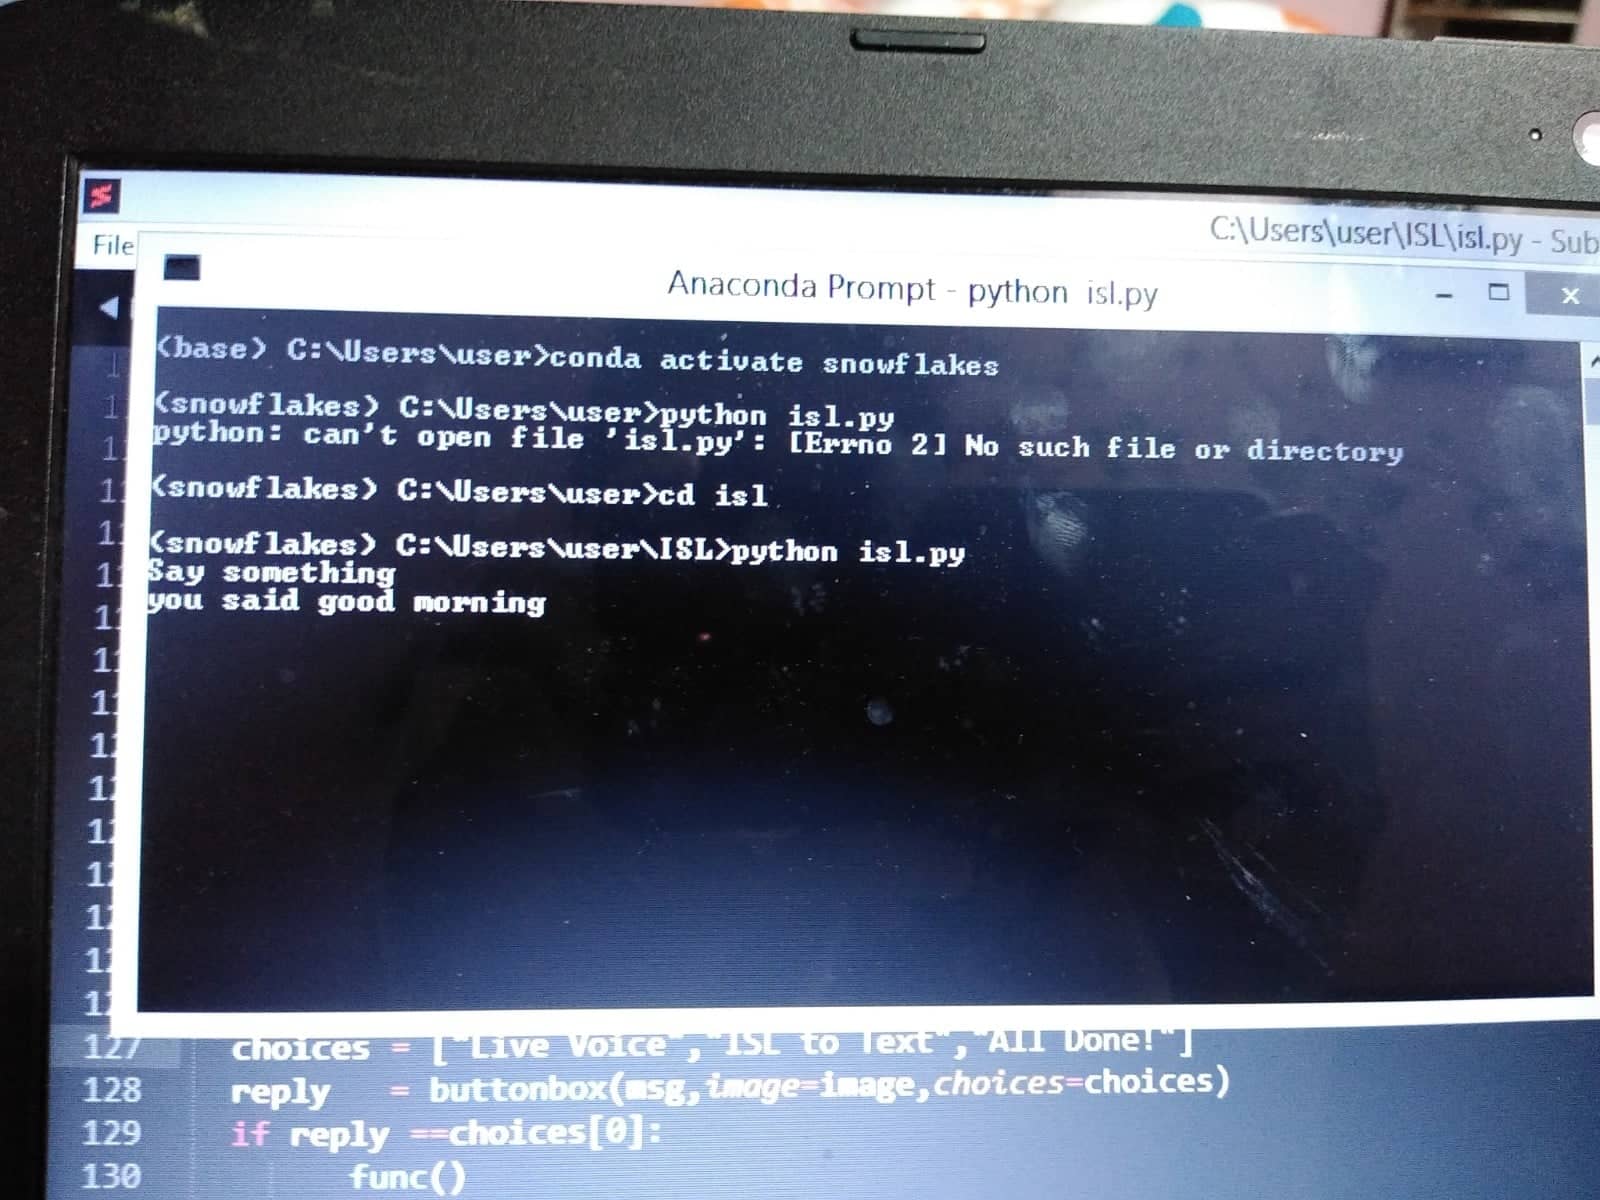 C:\Users\user\ISL\isl.py - Sub
File
Anaconda Prompt - python isl.py
(base) C:\Users\user>conda activate snowflakes
(snowflakes) C:\Users\user>python isl.py
python: can't open file 'isl.py': [Errno 2] No such file or directory
(snowflakes) C:\Users\user>cd isl
(snowflakes) C:\Users\user\ISL>python isl.py
Say something
you said good morning
127 choices = ["Live Voice","ISL to Text","All Done!"]
128 reply = buttonbox(msg,image=image,choices=choices)
129 if reply ==choices[0]:
130 func()